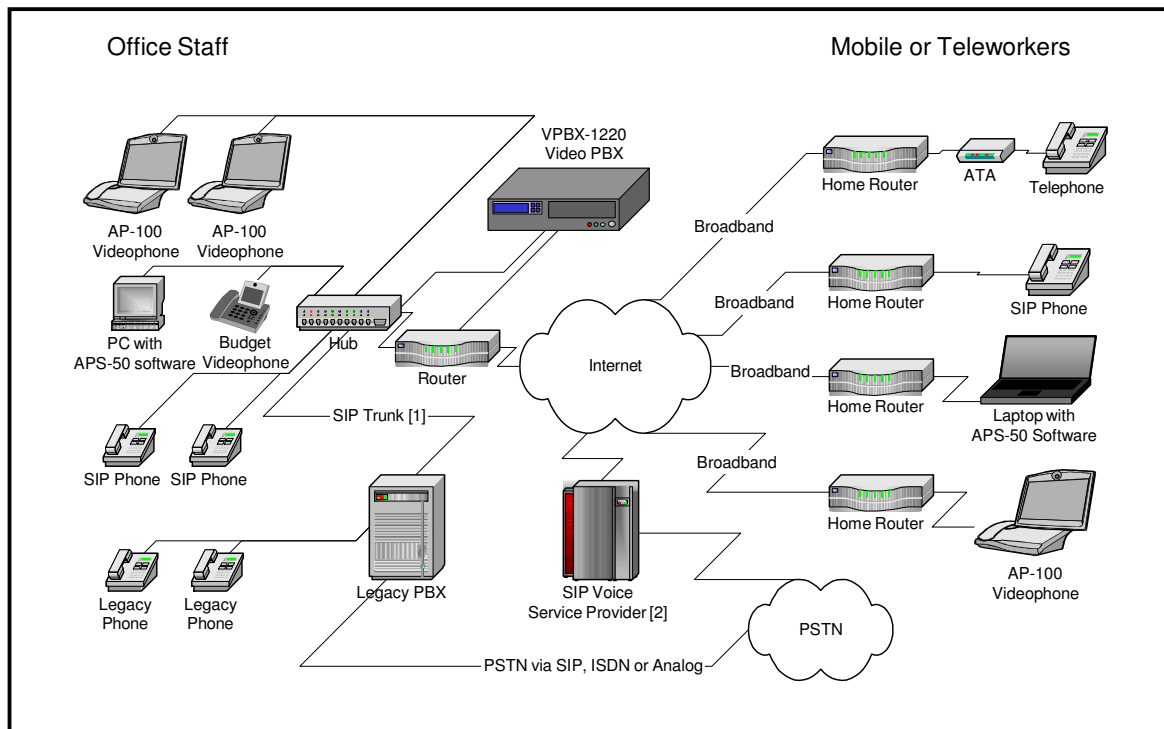 Office Staff
Mobile or Teleworkers
VPBX-1220
Video PBX
AP-100
Videophone
AP-100
Videophone
PC with
APS-50 software
Budget
Videophone
Hub
Router
SIP Trunk [1]
SIP Phone
SIP Phone
Legacy
Phone
Legacy
Phone
Legacy PBX
PSTN via SIP, ISDN or Analog
Internet
SIP Voice
Service Provider [2]
PSTN
Broadband
Home Router
ATA
Telephone
Broadband
Home Router
SIP Phone
Broadband
Home Router
Laptop with
APS-50 Software
Broadband
Home Router
AP-100
Videophone